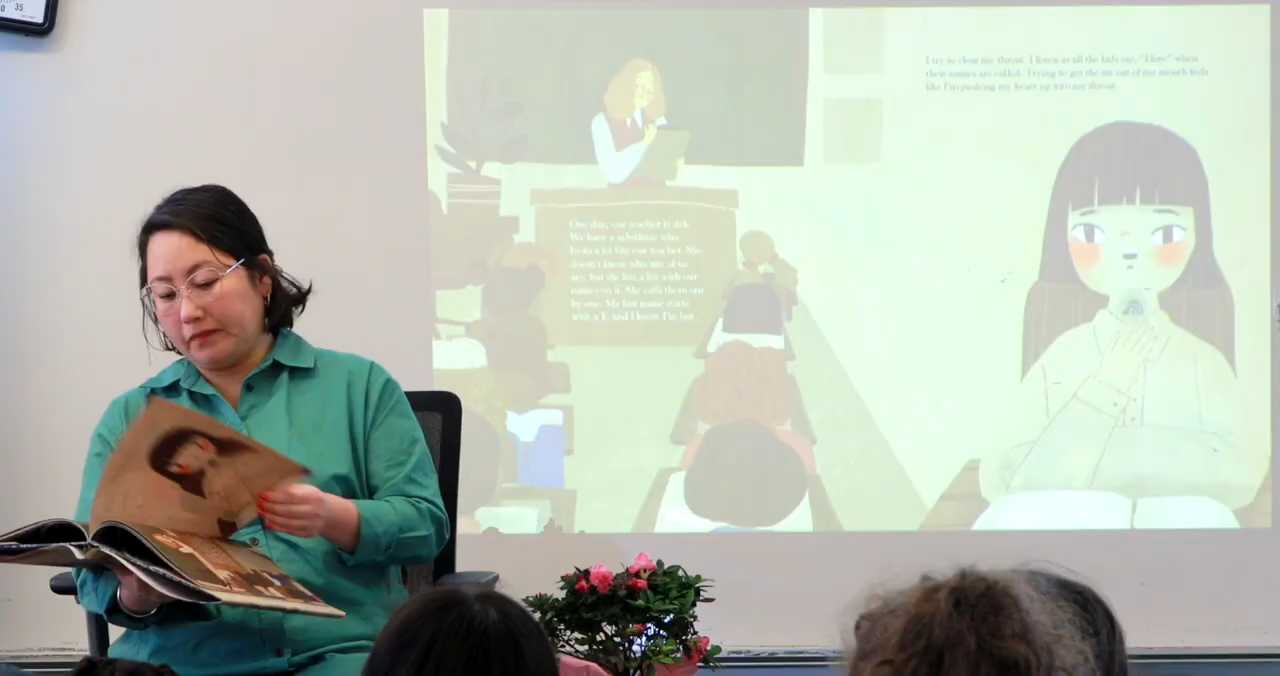 35
One day, our teacher is sick.
We have a substitute who
looks a lot like our teacher. She
doesn't know who any of us
are, but she has a list with our
names on it. She calls them one
by one. My last name starts
with a Y, and I know I'm last.
I try to clear my throat. I listen as all the kids say, "Here!" when
their names are called. Trying to get the air out of my mouth feels
like I'm pushing my heart up into my throat.